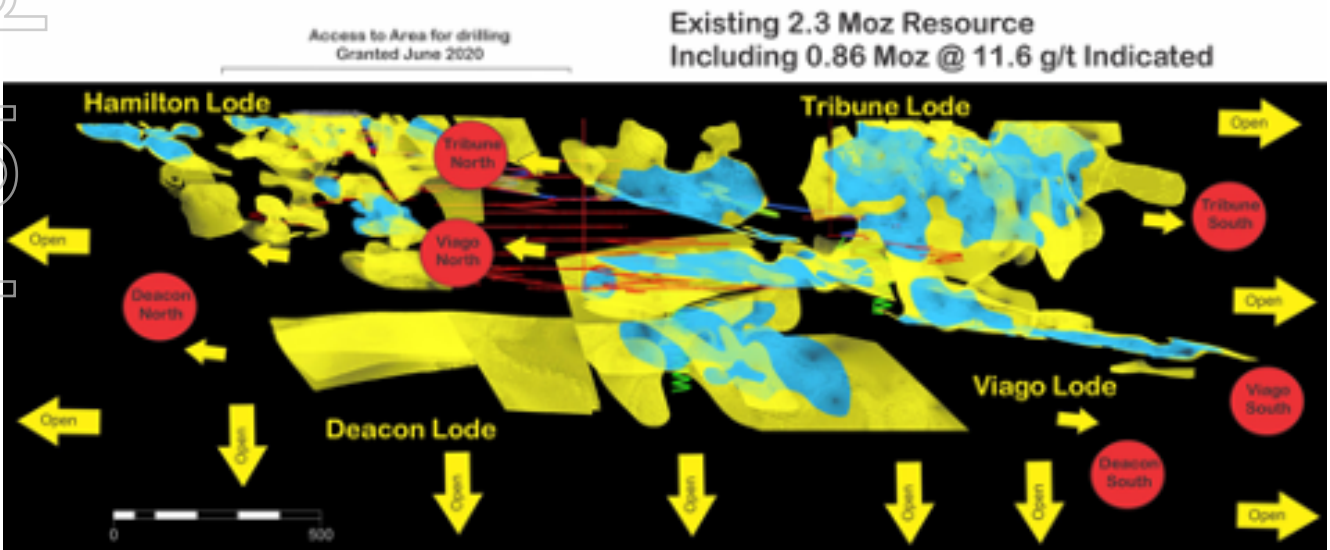 Access to Area for drilling
Granted June 2020
Existing 2.3 Moz Resource
Including 0.86 Moz @ 11.6 g/t Indicated
Hamilton Lode
Tribune Lode
Open
Tribune
North
Tribune
South
Open
Viago
North
Deacon
North
Open
Viago Lode
Viago
South
Open
Deacon Lode
Open
Open
Open
Open
Open
Deacon
South
Open
0
500